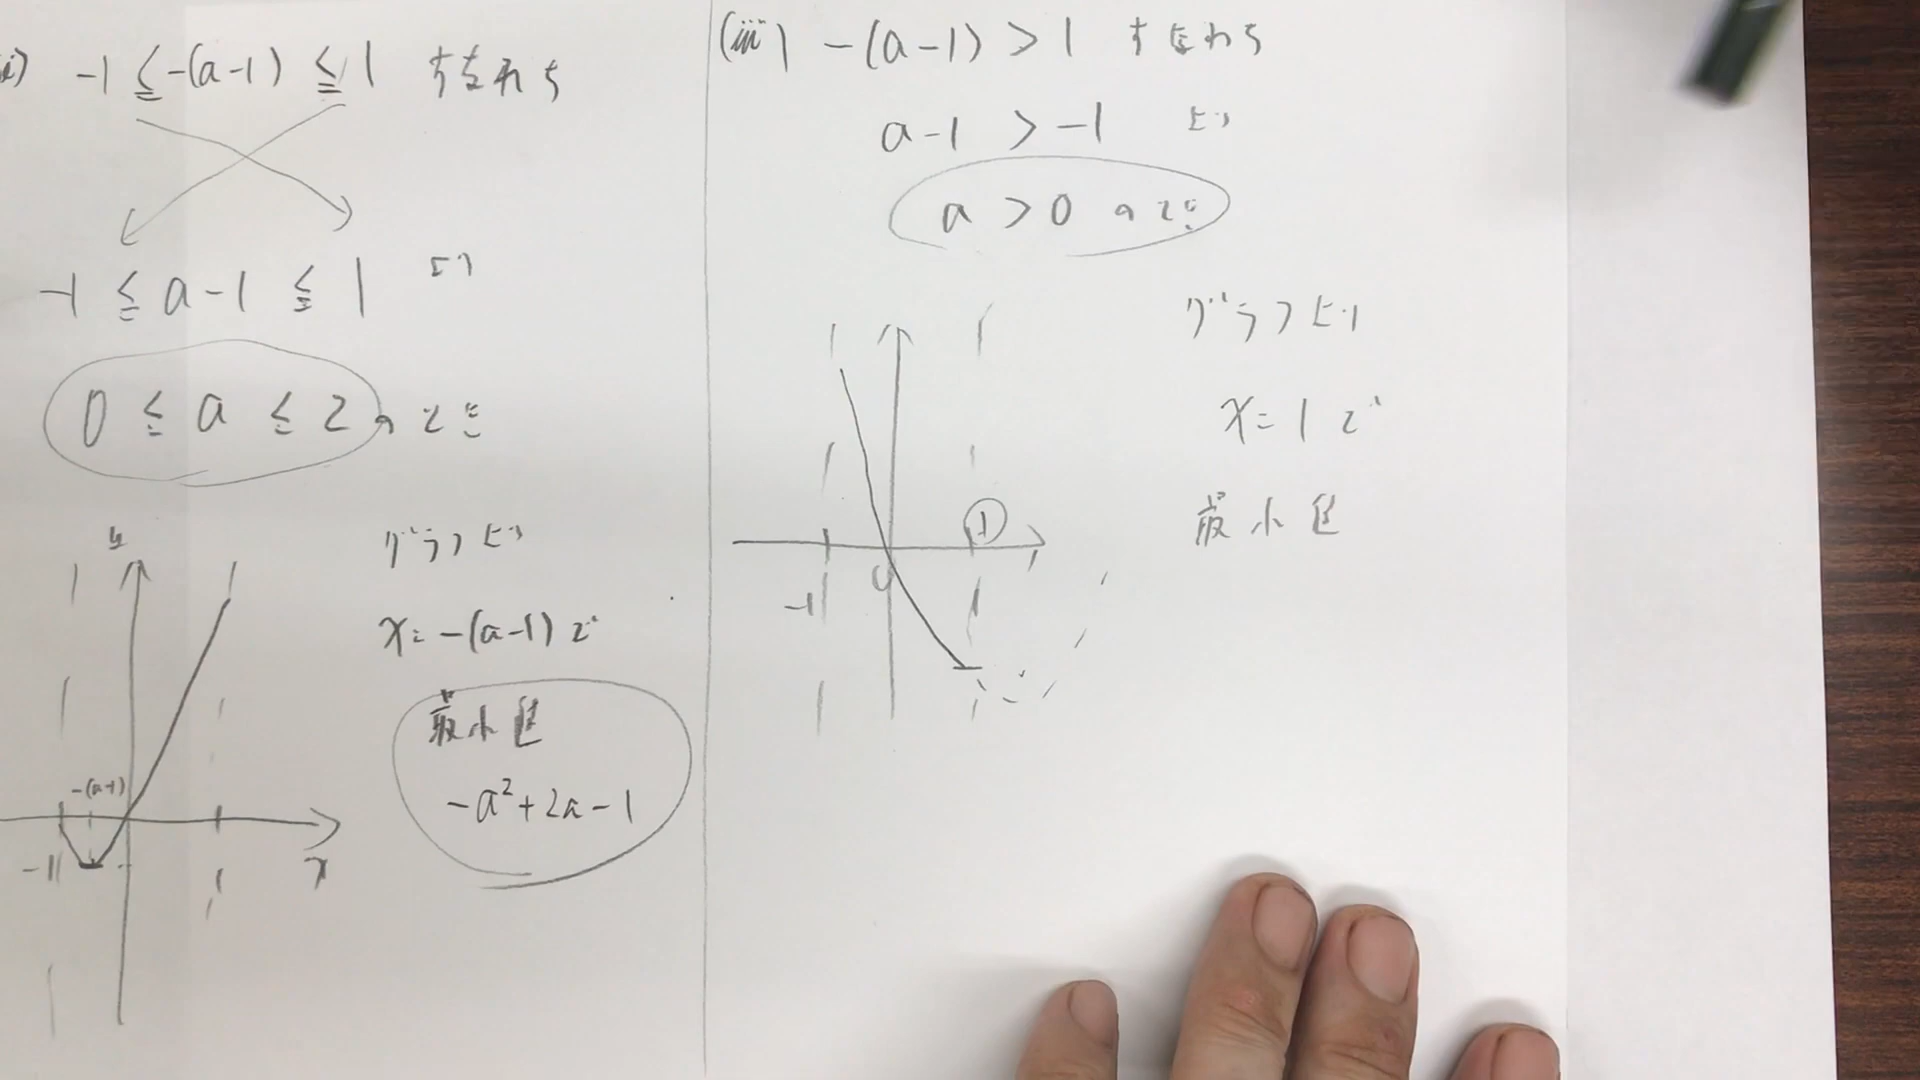 i) -1 ≦ -(a-1) ≦ 1 すなわち
-1 ≦ a-1 ≦ 1 より
0 ≦ a ≦ 2 のとき
グラフより
x = -(a-1) で
最小値
-a²+2a-1
y
-(a-1)
-1
1
x
(iii) -(a-1) > 1 すなわち
a-1 > -1 より
a > 0 のとき
グラフより
x = 1 で
最小値
1
-1
0